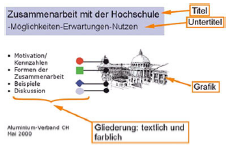 Zusammenarbeit mit der Hochschule
-Möglichkeiten-Erwartungen-Nutzen
Titel
Untertitel
• Motivation/
Kennzahlen
• Formen der
Zusammenarbeit
• Beispiele
• Diskussion
Grafik
Aluminium-Verband CH
Mai 2000
Gliederung: textlich und
farblich